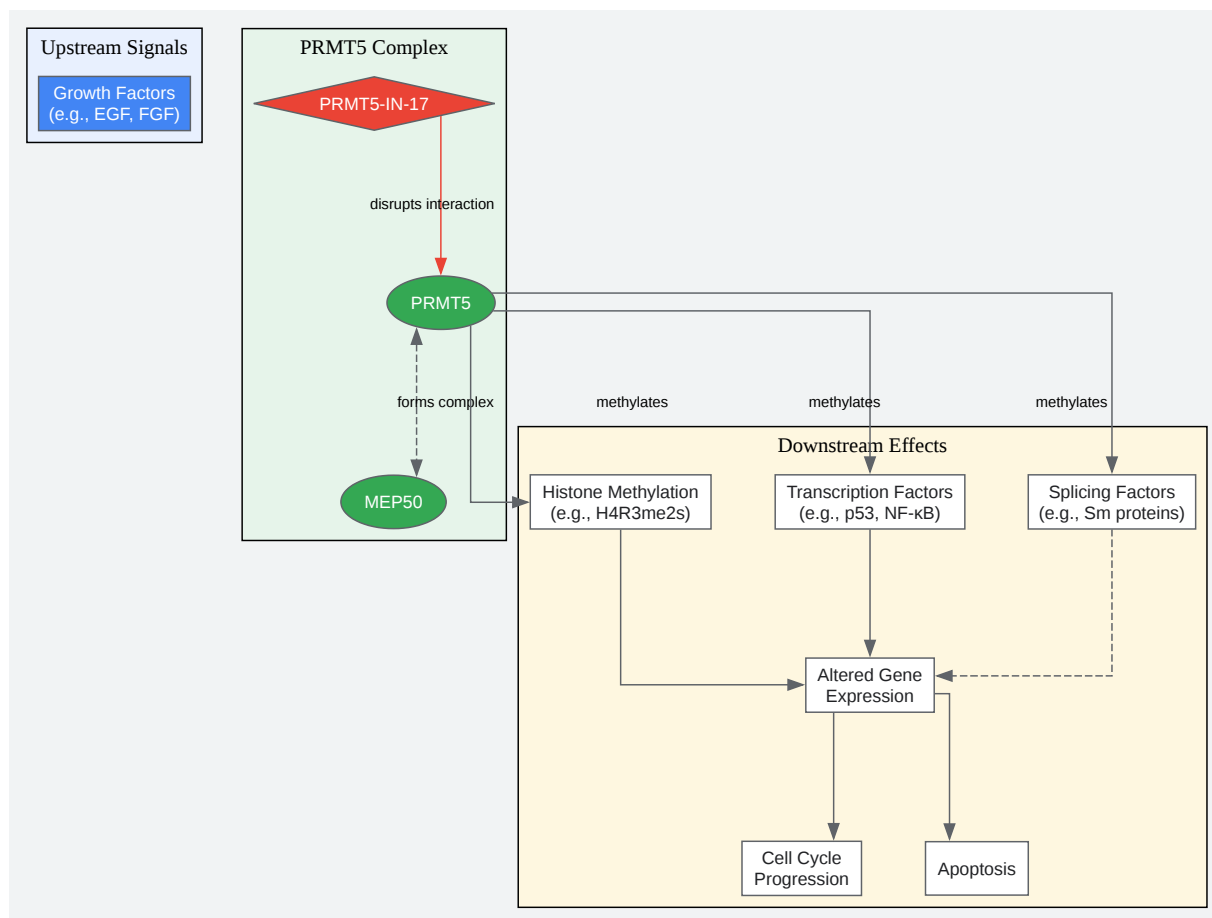 Upstream Signals
Growth Factors
(e.g., EGF, FGF)
PRMT5 Complex
PRMT5-IN-17
disrupts interaction
PRMT5
forms complex
MEP50
methylates
methylates
methylates
Downstream Effects
Histone Methylation
(e.g., H4R3me2s)
Transcription Factors
(e.g., p53, NF-κB)
Splicing Factors
(e.g., Sm proteins)
Altered Gene
Expression
Cell Cycle
Progression
Apoptosis